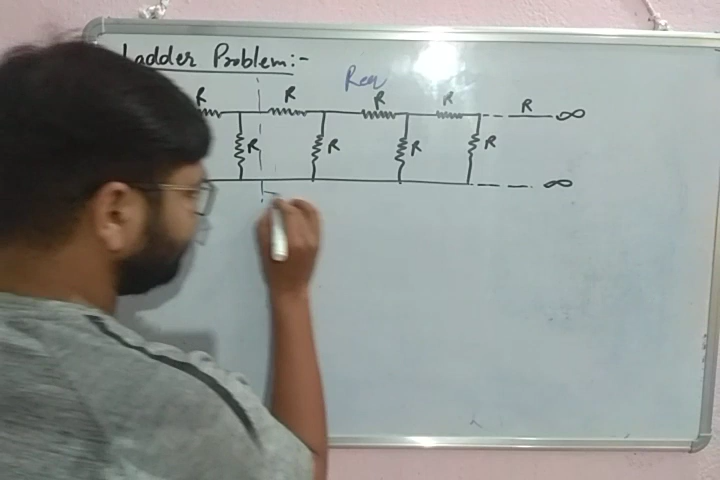 Ladder Problem:-
Req
R R R R R ∞
R R R R
∞